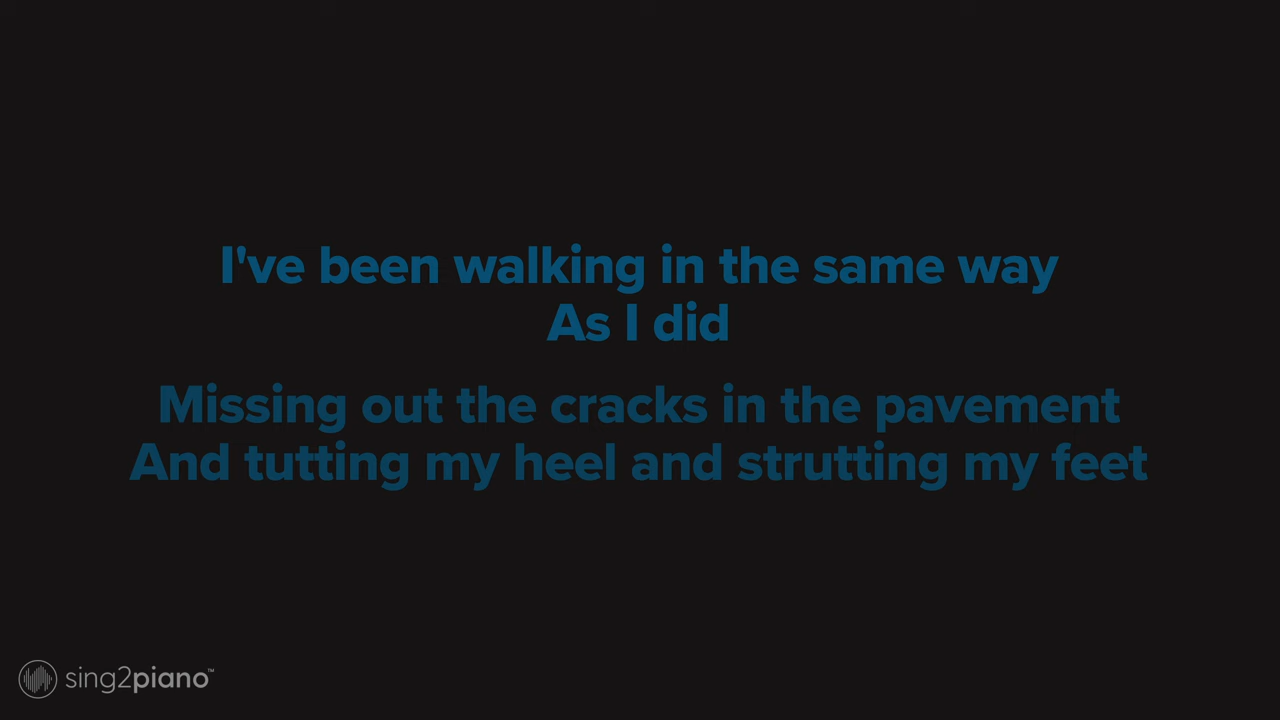 I've been walking in the same way
As I did
Missing out the cracks in the pavement
And tutting my heel and strutting my feet
sing2piano™